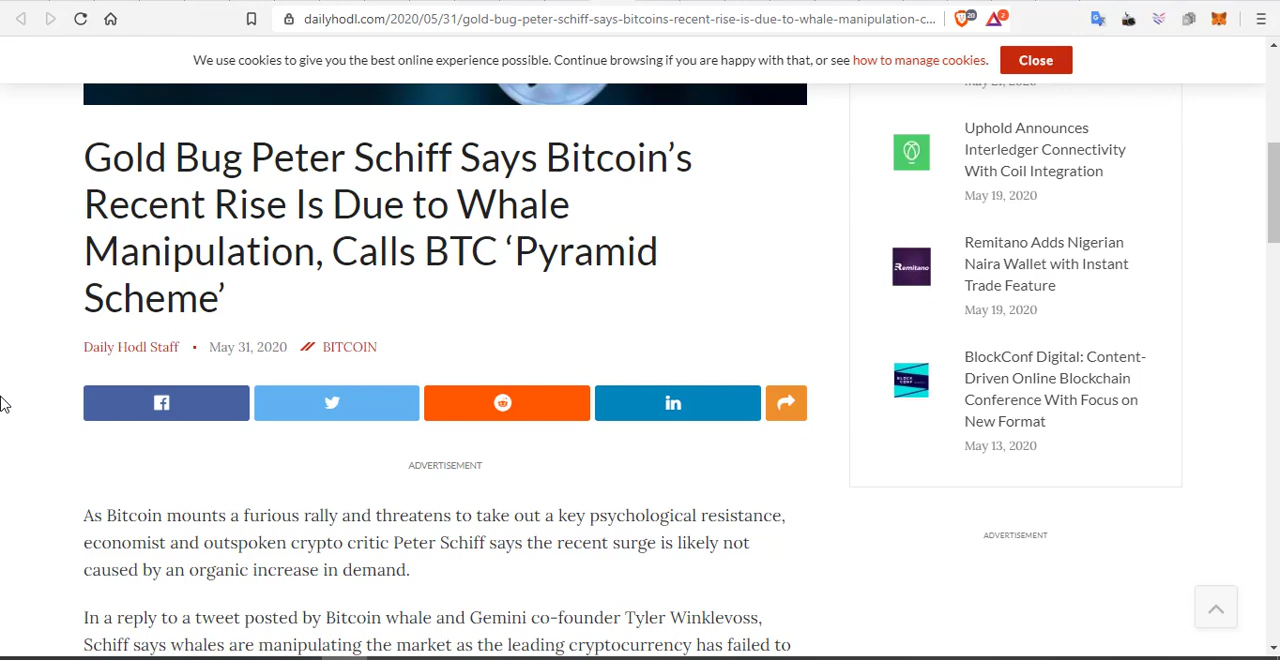 dailyhodl.com/2020/05/31/gold-bug-peter-schiff-says-bitcoins-recent-rise-is-due-to-whale-manipulation-c...
20
2
We use cookies to give you the best online experience possible. Continue browsing if you are happy with that, or see how to manage cookies.
Close
Gold Bug Peter Schiff Says Bitcoin’s
Recent Rise Is Due to Whale
Manipulation, Calls BTC ‘Pyramid
Scheme’
Daily Hodl Staff • May 31, 2020 // BITCOIN
ADVERTISEMENT
As Bitcoin mounts a furious rally and threatens to take out a key psychological resistance,
economist and outspoken crypto critic Peter Schiff says the recent surge is likely not
caused by an organic increase in demand.
In a reply to a tweet posted by Bitcoin whale and Gemini co-founder Tyler Winklevoss,
Schiff says whales are manipulating the market as the leading cryptocurrency has failed to
May 21, 2020
Uphold Announces
Interledger Connectivity
With Coil Integration
May 19, 2020
Remitano
Remitano Adds Nigerian
Naira Wallet with Instant
Trade Feature
May 19, 2020
BLOCK
CONF
BlockConf Digital: Content-
Driven Online Blockchain
Conference With Focus on
New Format
May 13, 2020
ADVERTISEMENT